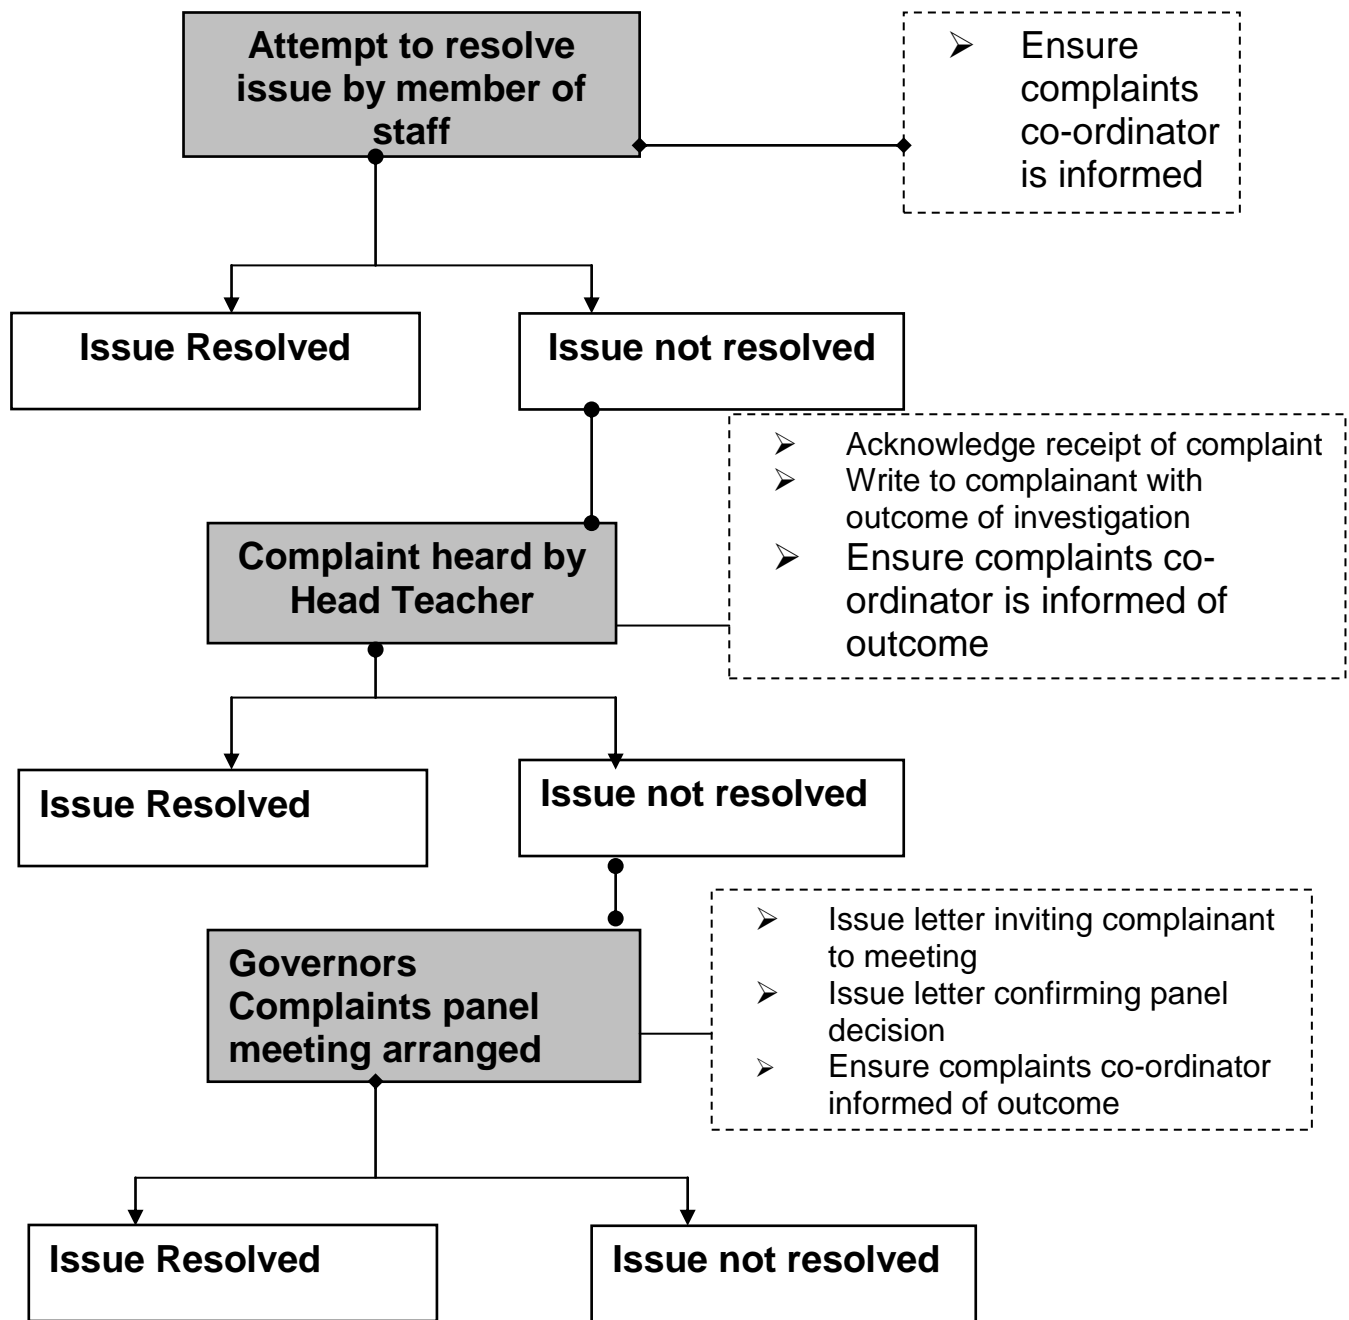 Attempt to resolve
issue by member of
staff
➢ Ensure
complaints
co-ordinator
is informed
Issue Resolved
Issue not resolved
➢ Acknowledge receipt of complaint
➢ Write to complainant with
outcome of investigation
➢ Ensure complaints co-
ordinator is informed of
outcome
Complaint heard by
Head Teacher
Issue Resolved
Issue not resolved
Governors
Complaints panel
meeting arranged
➢ Issue letter inviting complainant
to meeting
➢ Issue letter confirming panel
decision
➢ Ensure complaints co-ordinator
informed of outcome
Issue Resolved
Issue not resolved